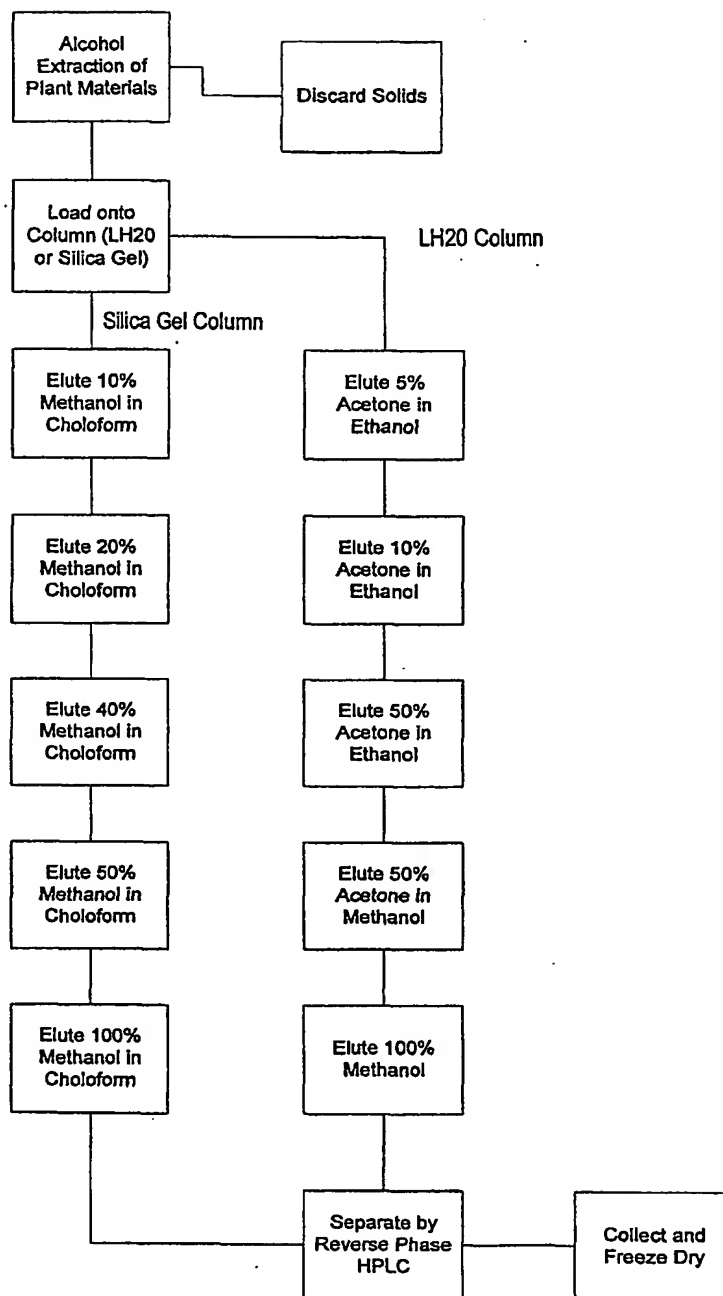 Alcohol
Extraction of
Plant Materials
Discard Solids
Load onto
Column (LH20
or Silica Gel)
LH20 Column
Silica Gel Column
Elute 10%
Methanol in
Choloform
Elute 5%
Acetone in
Ethanol
Elute 20%
Methanol in
Choloform
Elute 10%
Acetone in
Ethanol
Elute 40%
Methanol in
Choloform
Elute 50%
Acetone in
Ethanol
Elute 50%
Methanol in
Choloform
Elute 50%
Acetone in
Methanol
Elute 100%
Methanol in
Choloform
Elute 100%
Methanol
Separate by
Reverse Phase
HPLC
Collect and
Freeze Dry